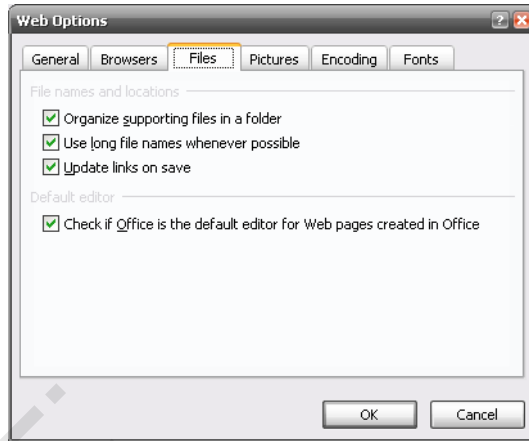 Web Options
General Browsers Files Pictures Encoding Fonts
File names and locations
Organize supporting files in a folder
Use long file names whenever possible
Update links on save
Default editor
Check if Office is the default editor for Web pages created in Office
OK Cancel